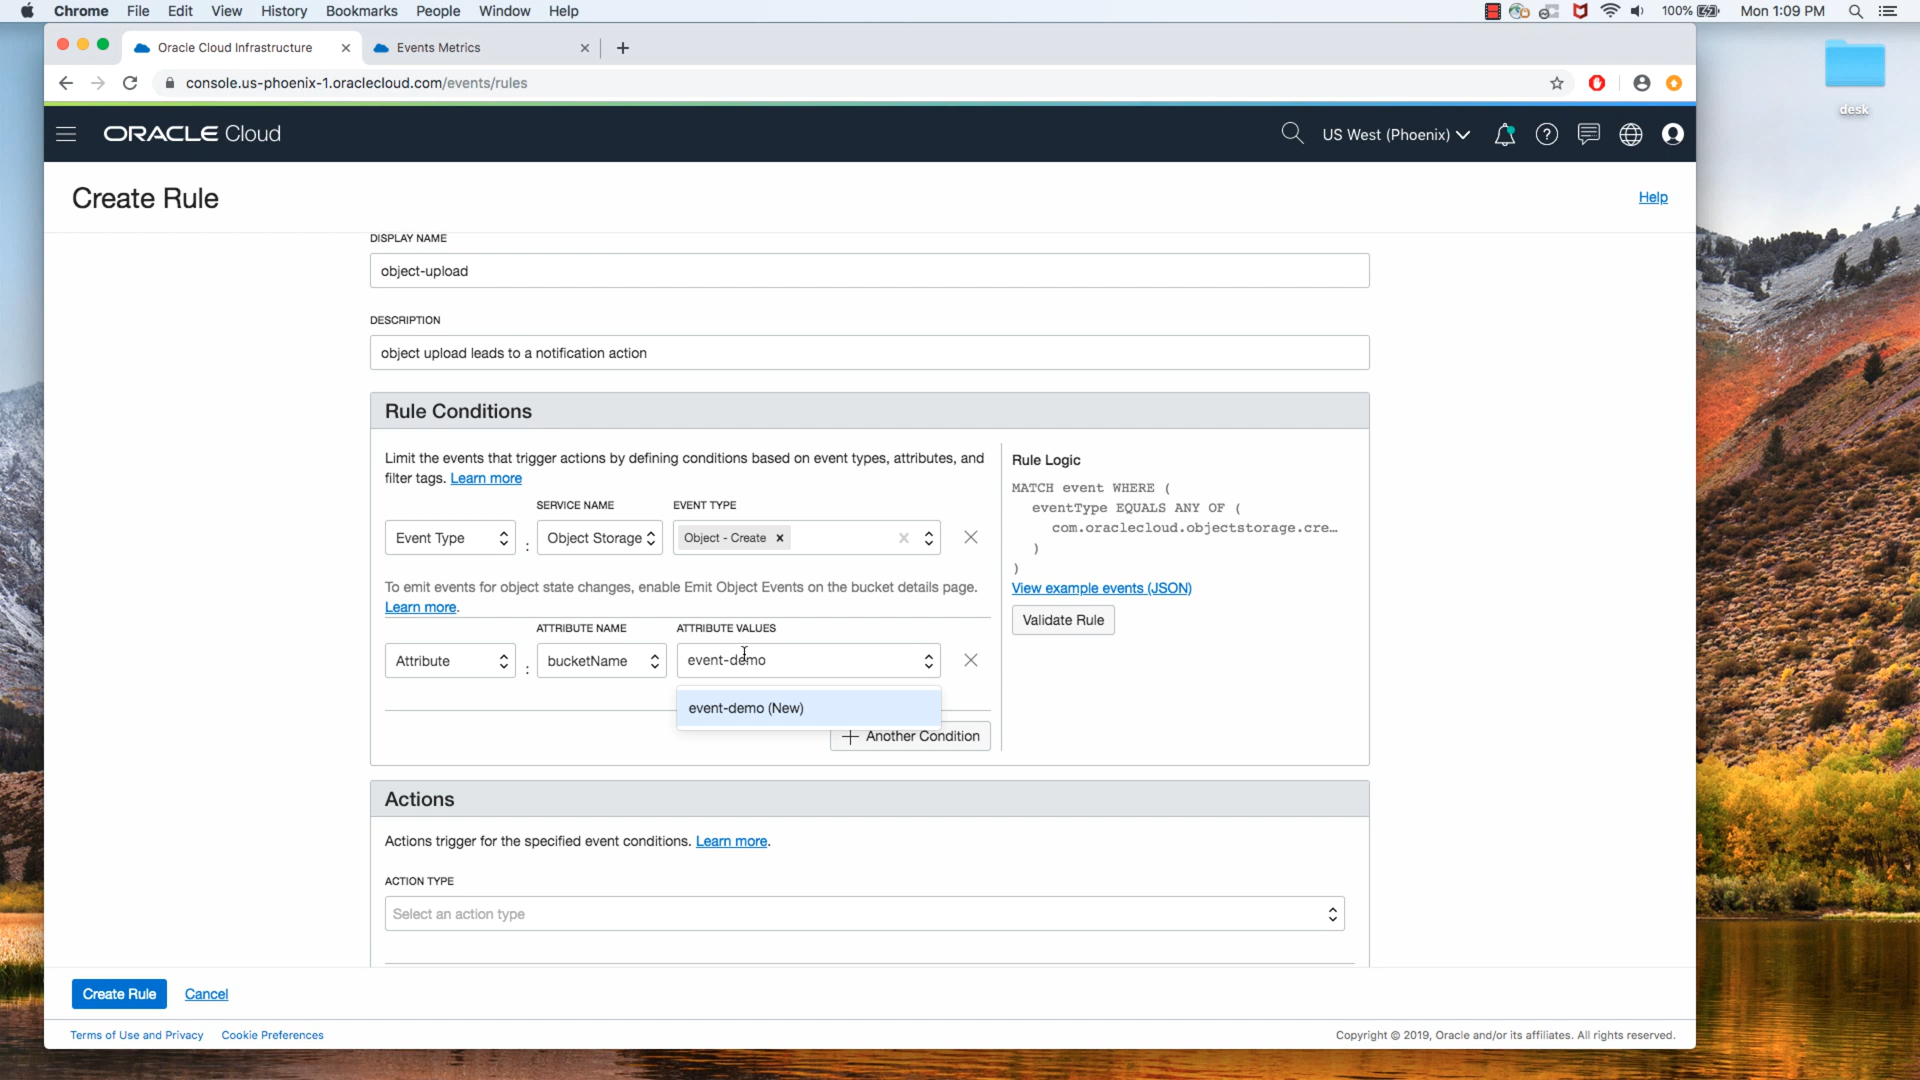 Chrome File Edit View History Bookmarks People Window Help 100% Mon 1:09 PM
Oracle Cloud Infrastructure Events Metrics
console.us-phoenix-1.oraclecloud.com/events/rules
desk
ORACLE Cloud US West (Phoenix)
Create Rule Help
DISPLAY NAME
object-upload
DESCRIPTION
object upload leads to a notification action
Rule Conditions
Limit the events that trigger actions by defining conditions based on event types, attributes, and
filter tags. Learn more
SERVICE NAME EVENT TYPE
Event Type : Object Storage Object - Create
To emit events for object state changes, enable Emit Object Events on the bucket details page.
Learn more.
ATTRIBUTE NAME ATTRIBUTE VALUES
Attribute : bucketName event-demo
event-demo (New)
Another Condition
Rule Logic
MATCH event WHERE (
eventType EQUALS ANY OF (
com.oraclecloud.objectstorage.cre…
)
)
View example events (JSON)
Validate Rule
Actions
Actions trigger for the specified event conditions. Learn more.
ACTION TYPE
Select an action type
Create Rule Cancel
Terms of Use and Privacy Cookie Preferences Copyright © 2019, Oracle and/or its affiliates. All rights reserved.